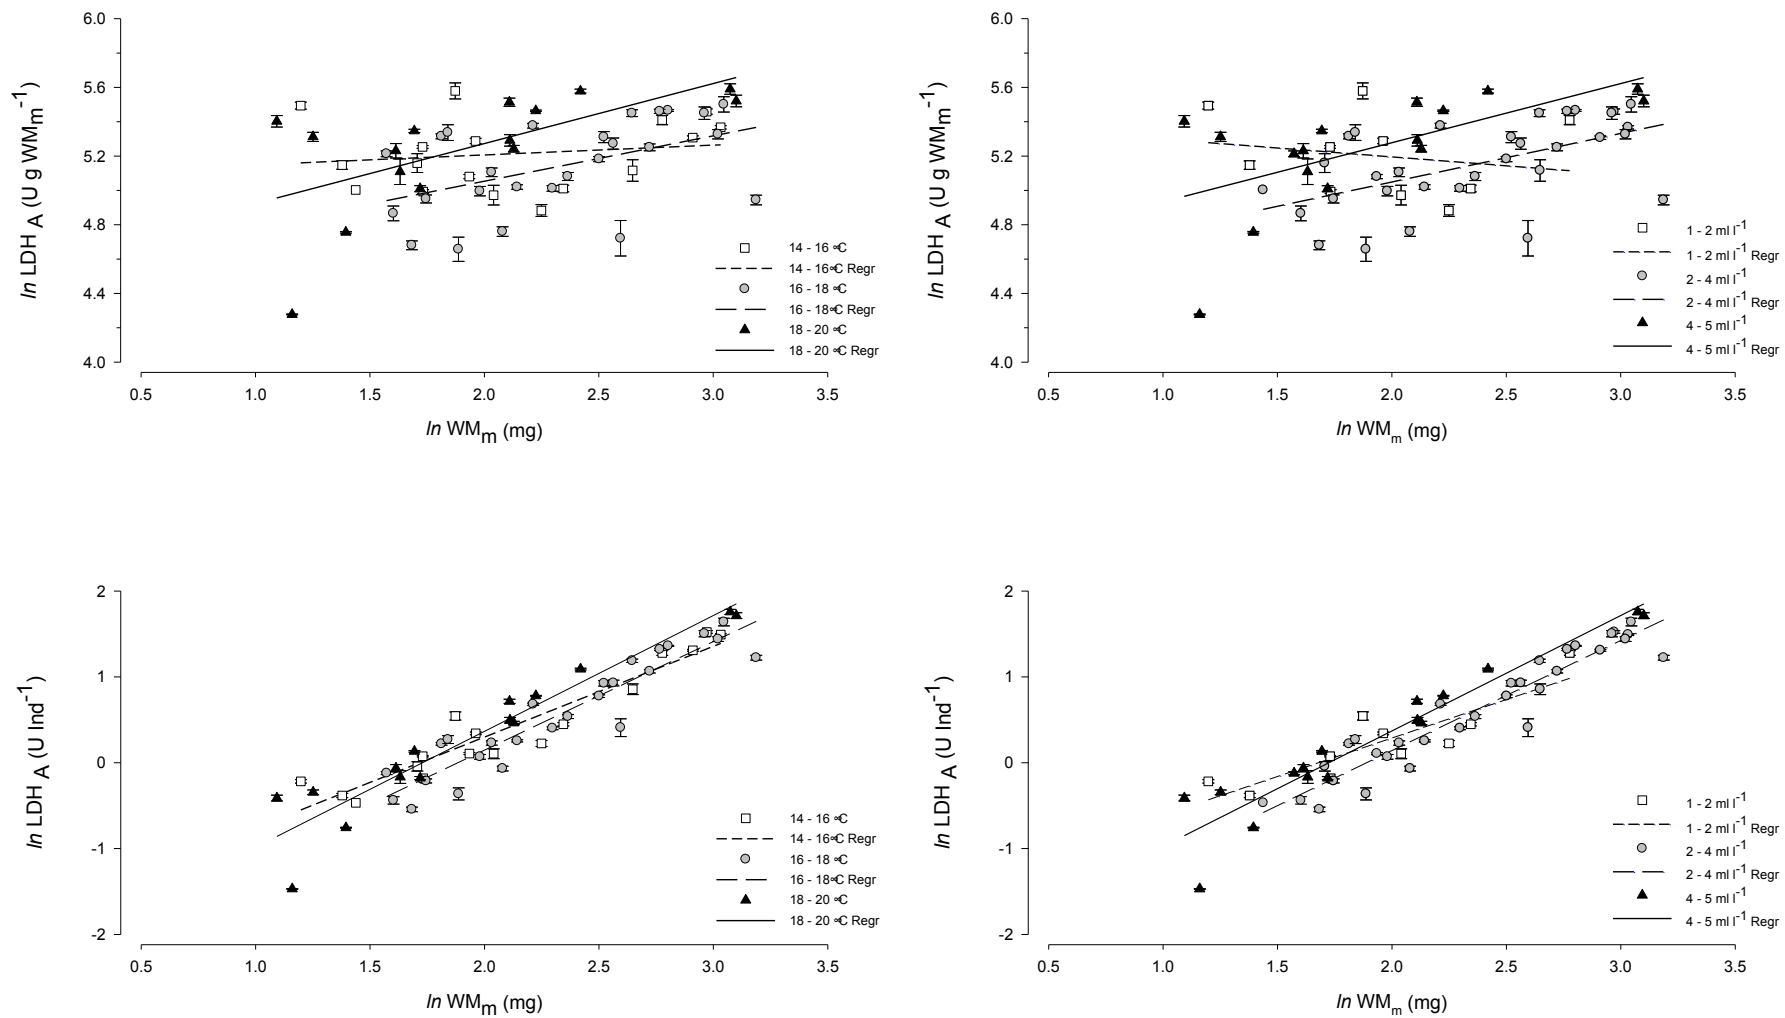 6.0
5.6
5.2
4.8
4.4
4.0
ln LDH A (U g WMm-1)
0.5 1.0 1.5 2.0 2.5 3.0 3.5
ln WMm (mg)
14 - 16 °C
14 - 16°C Regr
16 - 18 °C
16 - 18°C Regr
18 - 20 °C
18 - 20 °C Regr
6.0
5.6
5.2
4.8
4.4
4.0
ln LDH A (U g WMm-1)
0.5 1.0 1.5 2.0 2.5 3.0 3.5
ln WMm (mg)
1 - 2 ml l-1
1 - 2 ml l-1 Regr
2 - 4 ml l-1
2 - 4 ml l-1 Regr
4 - 5 ml l-1
4 - 5 ml l-1 Regr
2
1
0
-1
-2
ln LDH A (U Ind-1)
0.5 1.0 1.5 2.0 2.5 3.0 3.5
ln WMm (mg)
14 - 16 °C
14 - 16°C Regr
16 - 18 °C
16 - 18°C Regr
18 - 20 °C
18 - 20 °C Regr
2
1
0
-1
-2
ln LDH A (U Ind-1)
0.5 1.0 1.5 2.0 2.5 3.0 3.5
ln WMm (mg)
1 - 2 ml l-1
1 - 2 ml l-1 Regr
2 - 4 ml l-1
2 - 4 ml l-1 Regr
4 - 5 ml l-1
4 - 5 ml l-1 Regr